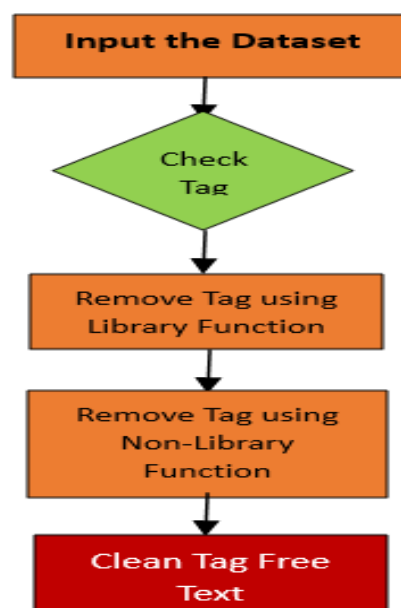 Input the Dataset
Check
Tag
Remove Tag using
Library Function
Remove Tag using
Non-Library
Function
Clean Tag Free
Text